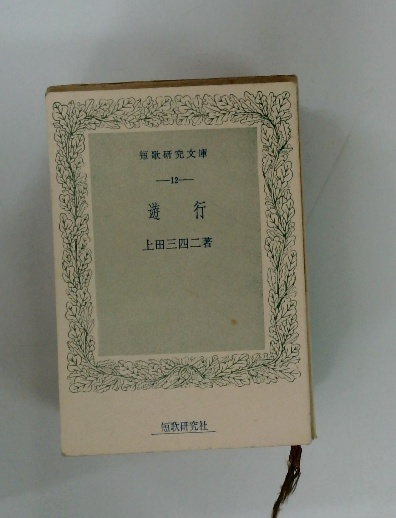 短歌研究文庫
—12—
遊行
上田三四二著
短歌研究社